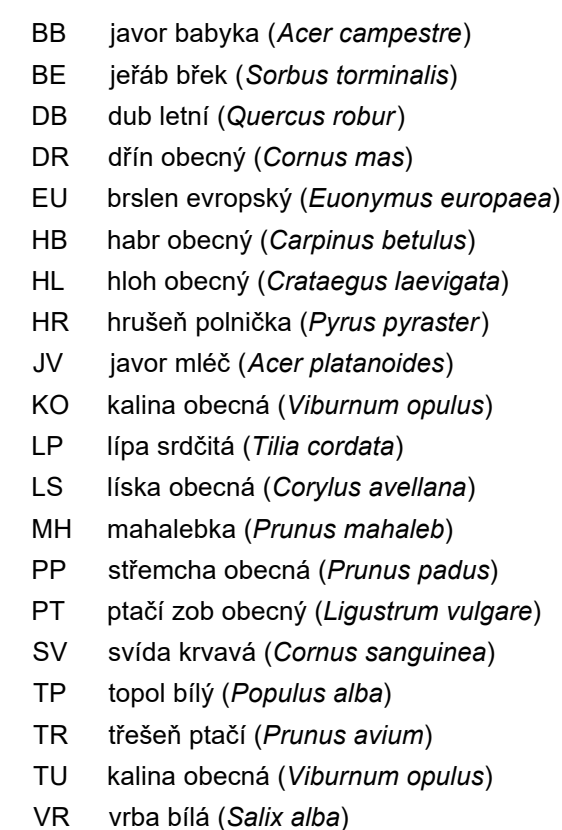 BB javor babyka (Acer campestre)
BE jeřáb břek (Sorbus torminalis)
DB dub letní (Quercus robur)
DR dřín obecný (Cornus mas)
EU brslen evropský (Euonymus europaea)
HB habr obecný (Carpinus betulus)
HL hloh obecný (Crataegus laevigata)
HR hrušeň polnička (Pyrus pyraster)
JV javor mléč (Acer platanoides)
KO kalina obecná (Viburnum opulus)
LP lípa srdčitá (Tilia cordata)
LS líska obecná (Corylus avellana)
MH mahalebka (Prunus mahaleb)
PP střemcha obecná (Prunus padus)
PT ptačí zob obecný (Ligustrum vulgare)
SV svída krvavá (Cornus sanguinea)
TP topol bílý (Populus alba)
TR třešeň ptačí (Prunus avium)
TU kalina obecná (Viburnum opulus)
VR vrba bílá (Salix alba)